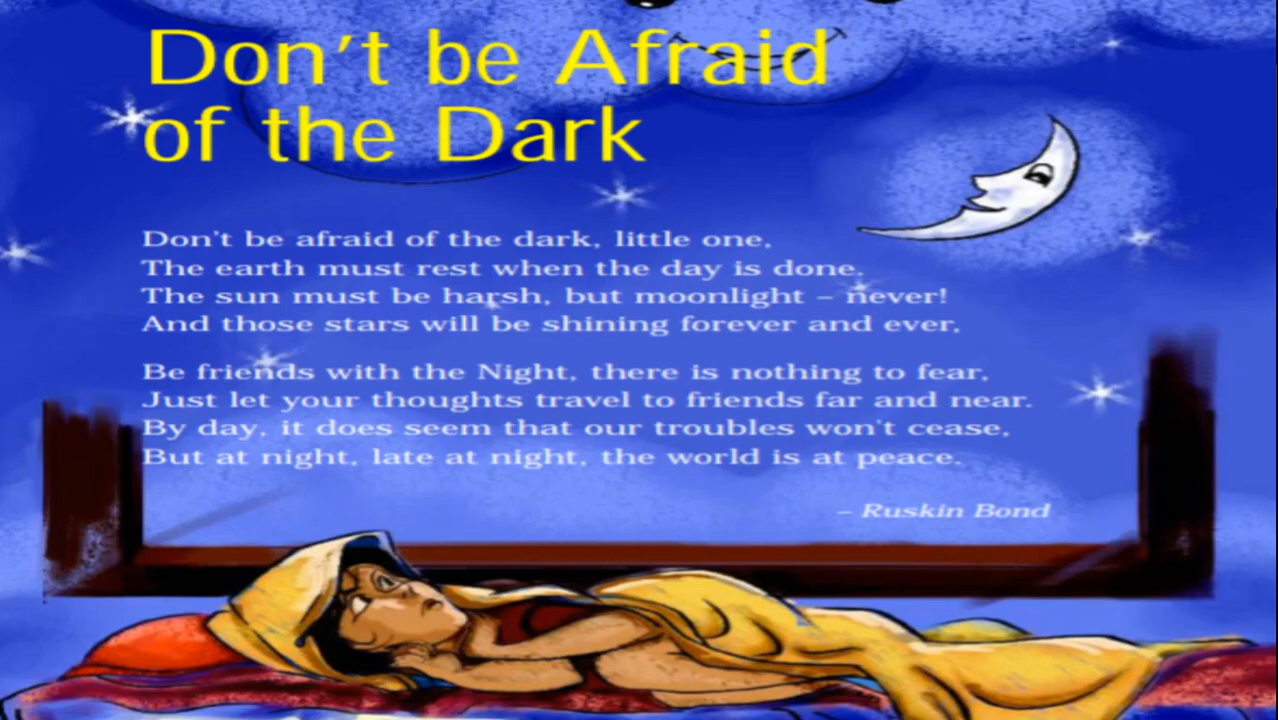 Don't be Afraid
of the Dark
Don't be afraid of the dark, little one,
The earth must rest when the day is done.
The sun must be harsh, but moonlight – never!
And those stars will be shining forever and ever,
Be friends with the Night, there is nothing to fear,
Just let your thoughts travel to friends far and near.
By day, it does seem that our troubles won't cease,
But at night, late at night, the world is at peace.
– Ruskin Bond